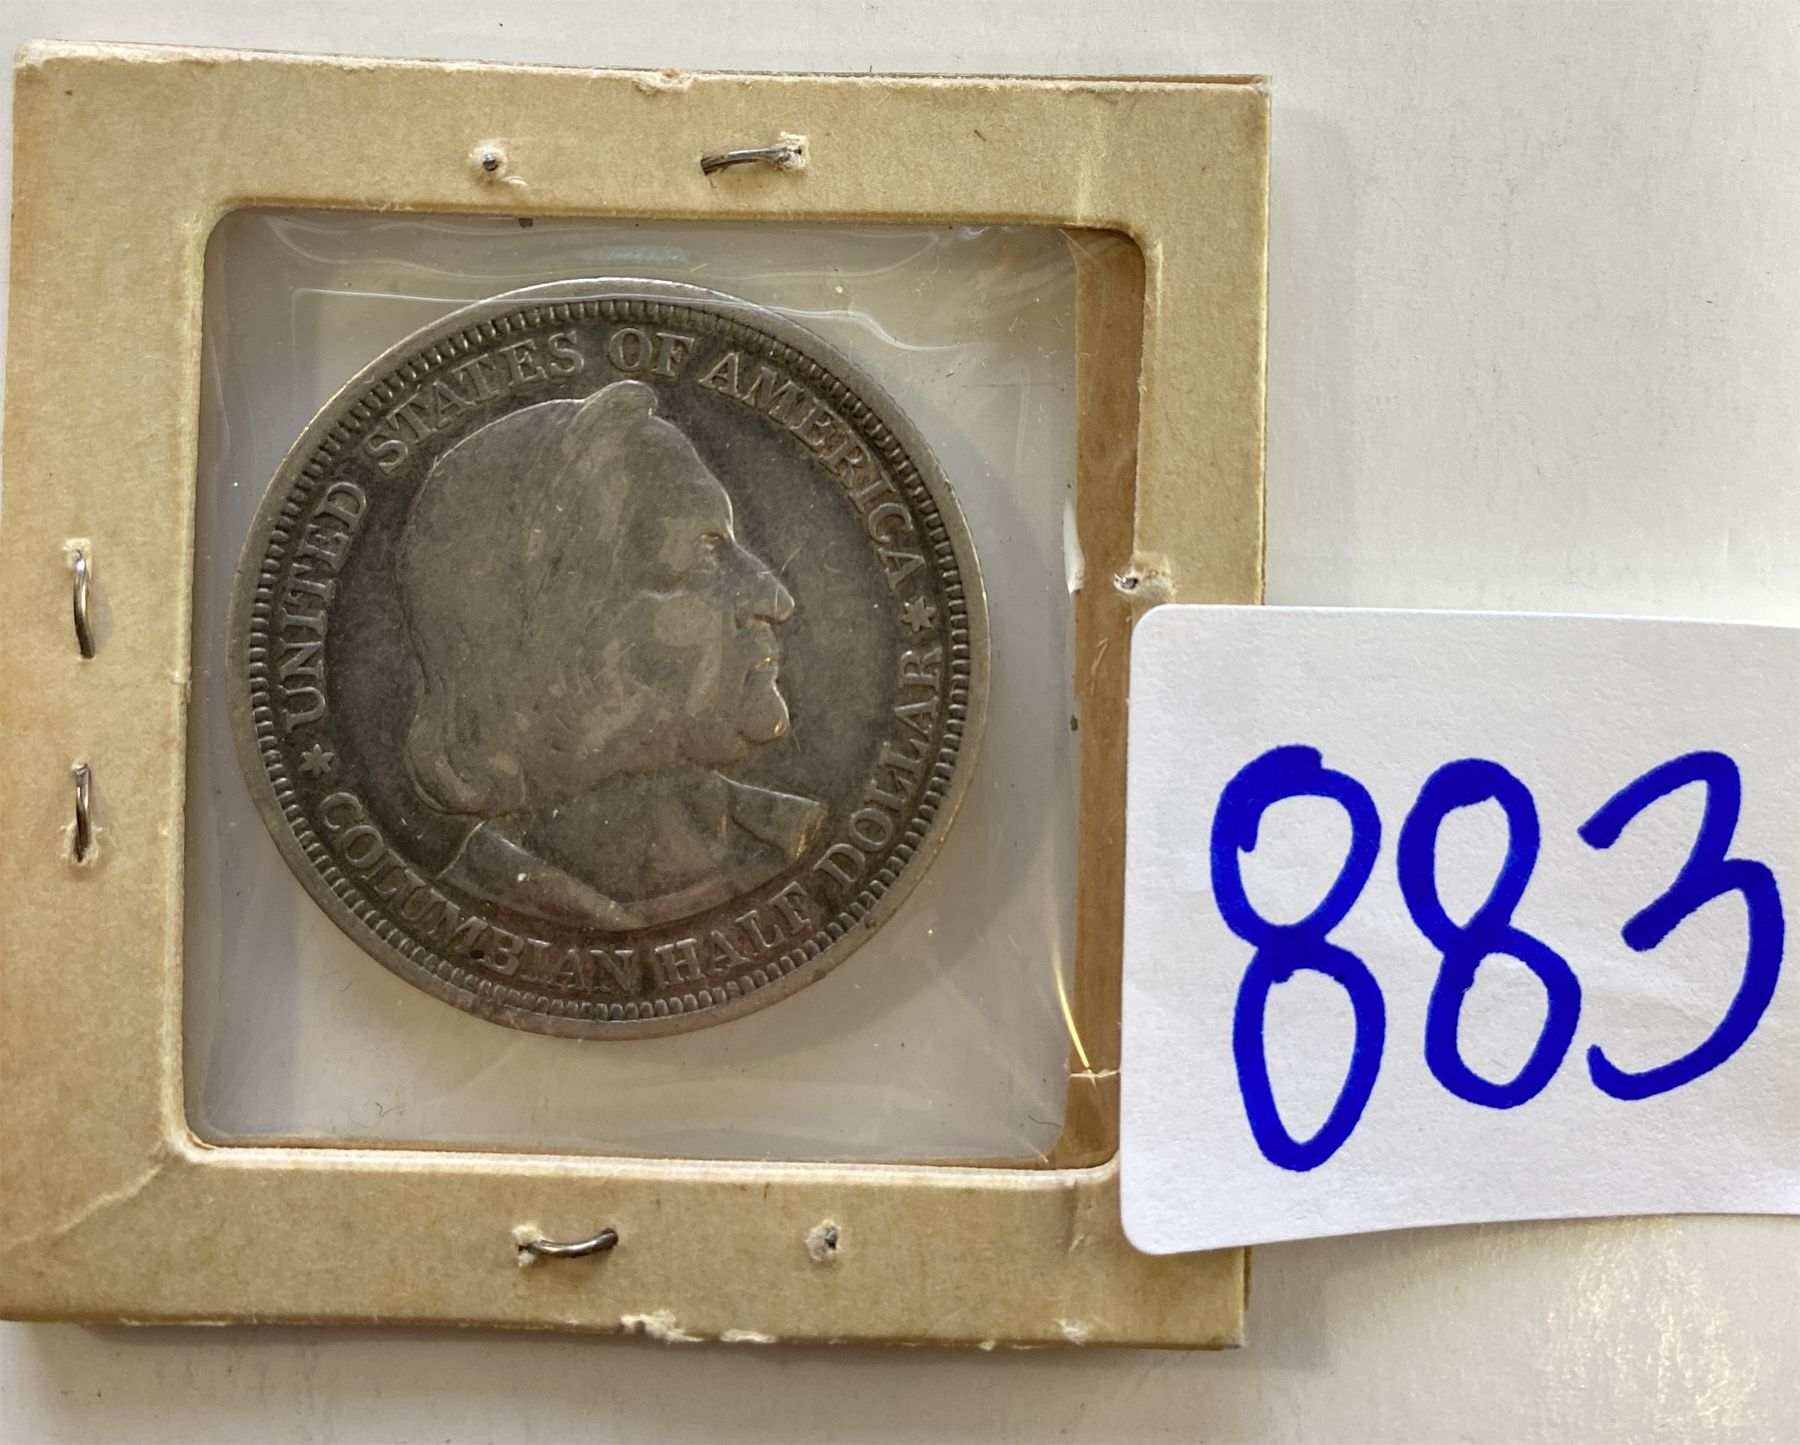 UNITED STATES OF AMERICA
COLUMBIAN HALF DOLLAR
883